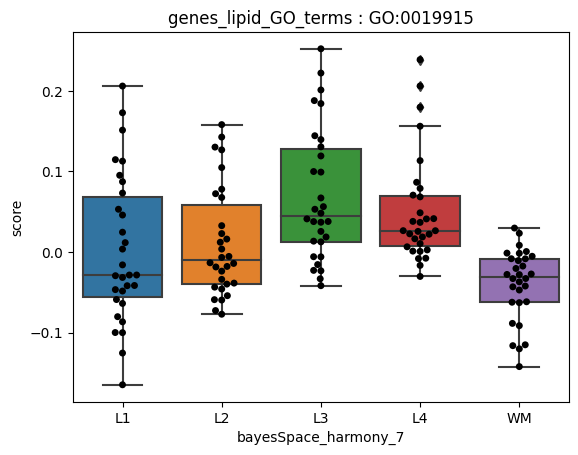 genes_lipid_GO_terms : GO:0019915
score
0.2
0.1
0.0
−0.1
L1 L2 L3 L4 WM
bayesSpace_harmony_7